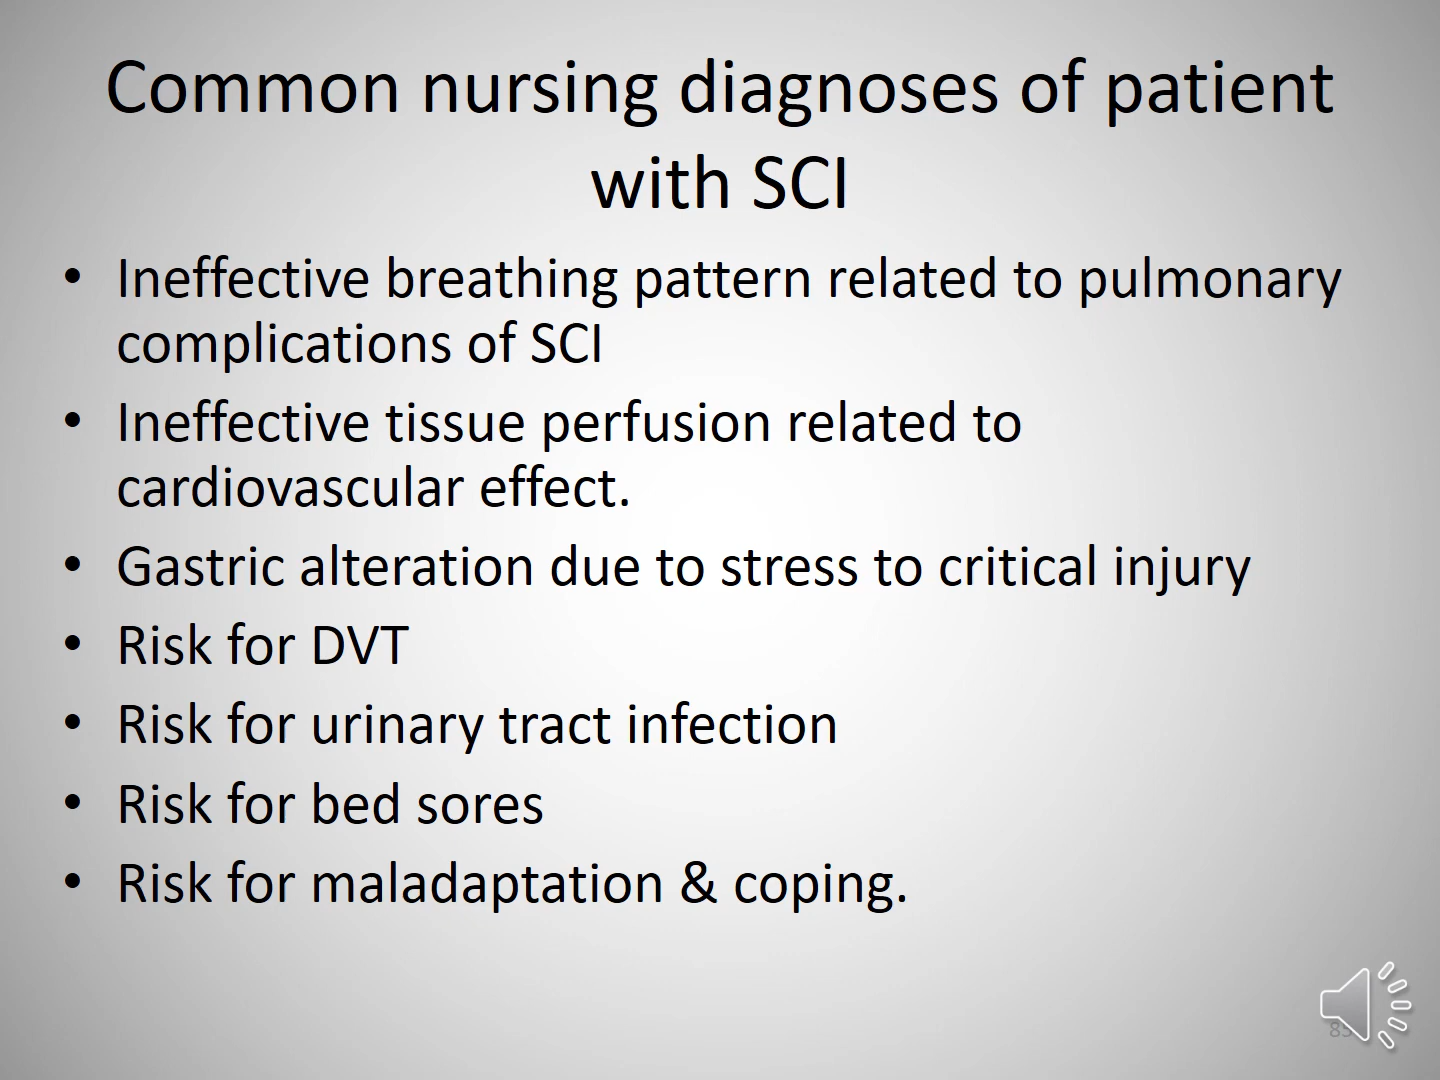 Common nursing diagnoses of patient
with SCI
• Ineffective breathing pattern related to pulmonary
complications of SCI
• Ineffective tissue perfusion related to
cardiovascular effect.
• Gastric alteration due to stress to critical injury
• Risk for DVT
• Risk for urinary tract infection
• Risk for bed sores
• Risk for maladaptation & coping.